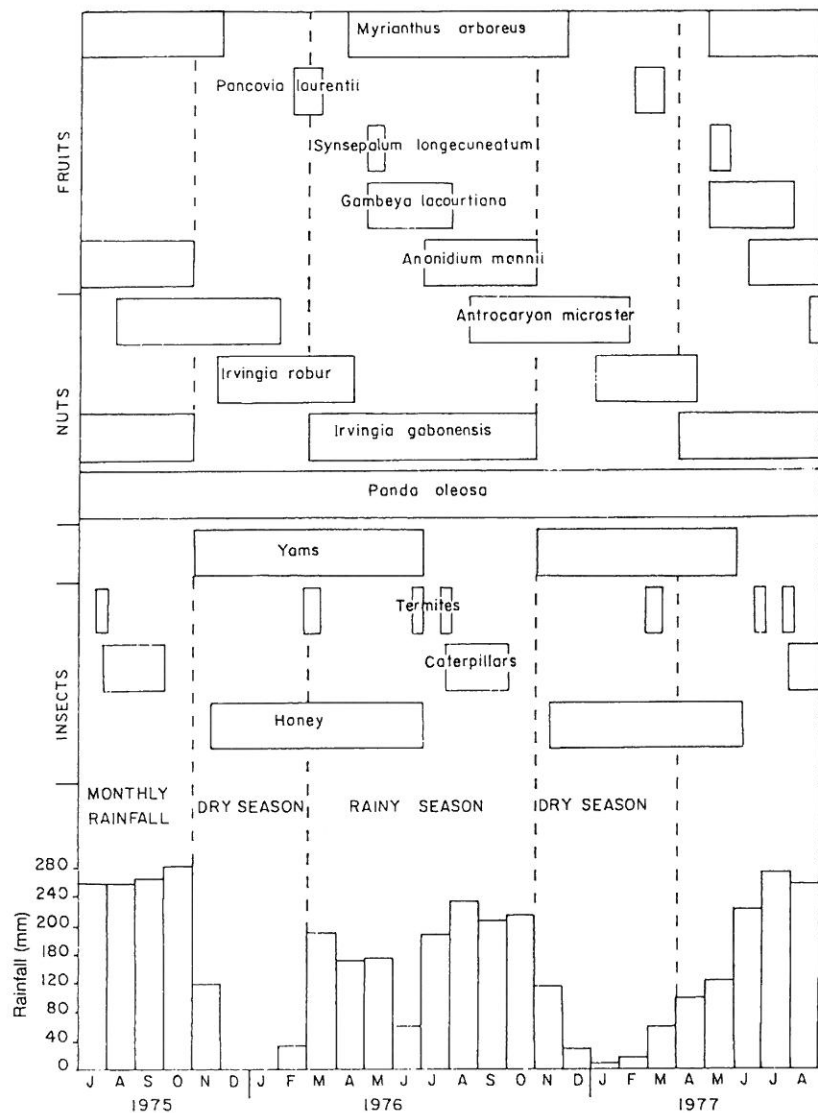 Myrianthus arboreus
Pancovia laurentii
Synsepalum longecuneatum
Gambeya lacourtiana
Anonidium mannii
FRUITS
Antrocaryon micraster
Irvingia robur
Irvingia gabonensis
NUTS
Panda oleosa
Yams
Termites
Caterpillars
Honey
INSECTS
MONTHLY
RAINFALL
DRY SEASON
RAINY SEASON
DRY SEASON
Rainfall (mm)
280
240
200
180
120
80
40
0
J A S O N D J F M A M J J A S O N D J F M A M J J A
1975 1976 1977